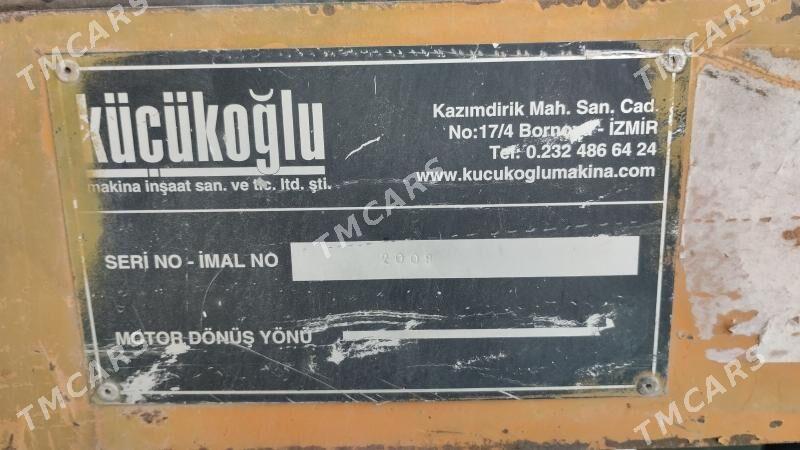 küçükoğlu
makina inşaat san. ve tic. ltd. şti.
Kazımdirik Mah. San. Cad.
No:17/4 Bornova - İZMİR
Tel: 0.232 486 64 24
www.kucukoglumakina.com
SERİ NO - İMAL NO 2008
MOTOR DÖNÜŞ YÖNÜ
TMCARS
TMCARS
TMCARS
TMCARS
TMCARS
TMCARS
TMCARS